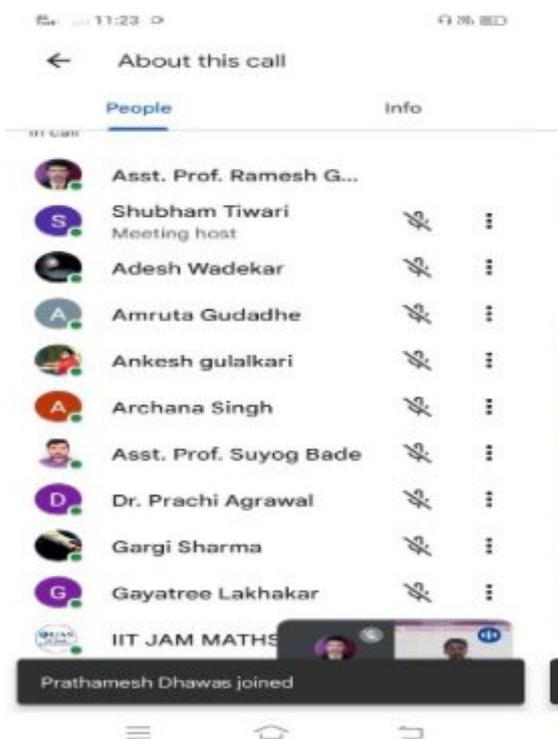 11:23
About this call
People Info
In call
Asst. Prof. Ramesh G...
S Shubham Tiwari
Meeting host
Adesh Wadekar
A Amruta Gudadhe
Ankesh gulalkari
A Archana Singh
Asst. Prof. Suyog Bade
D Dr. Prachi Agrawal
Gargi Sharma
G Gayatree Lakhakar
IIT JAM MATHS
Prathamesh Dhawas joined